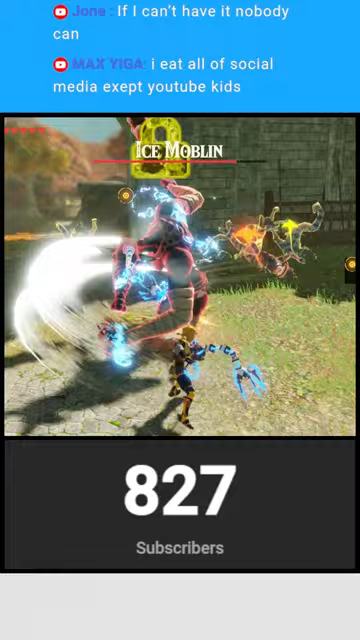 Jone : If I can't have it nobody
can
MAX YIGA: i eat all of social
media exept youtube kids
ICE MOBLIN
827
Subscribers